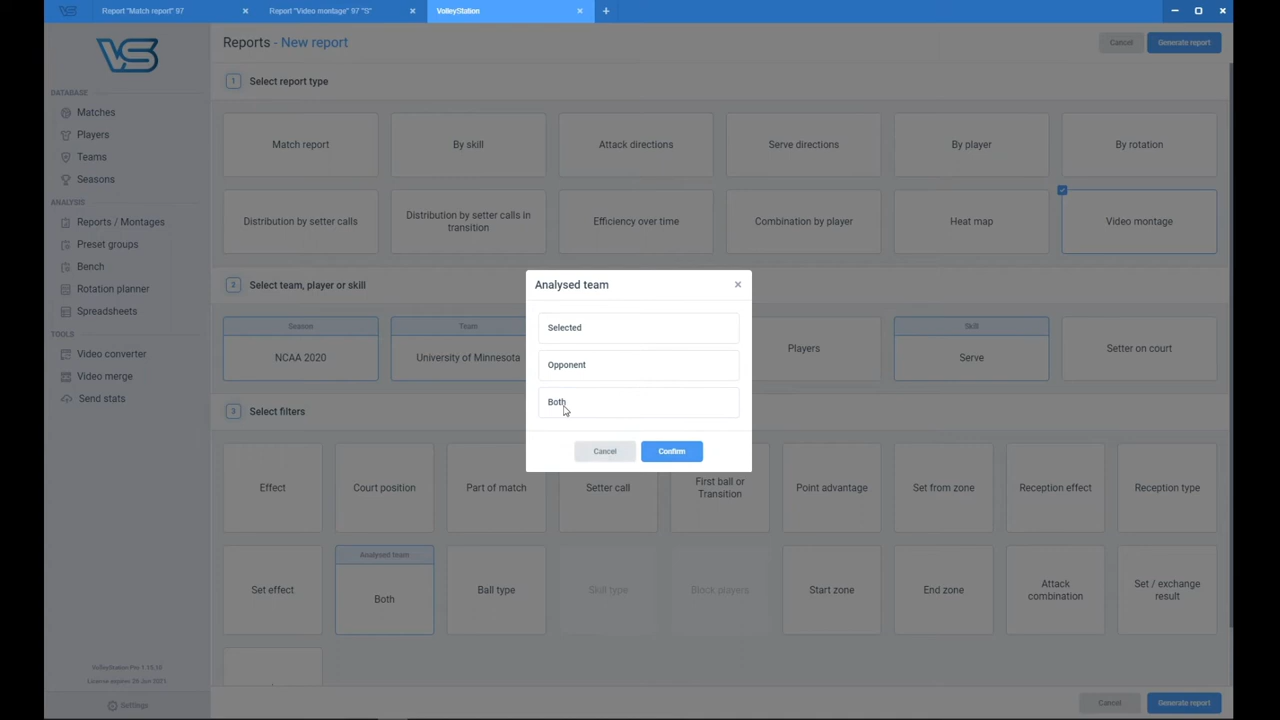 Report "Match report" 97
Report "Video montage" 97 "S"
VolleyStation
VS
DATABASE
Matches
Players
Teams
Seasons
ANALYSIS
Reports / Montages
Preset groups
Bench
Rotation planner
Spreadsheets
TOOLS
Video converter
Video merge
Send stats
VolleyStation Pro 1.15.10
License expires: 26 Jun 2021
Settings
Reports - New report
Cancel
Generate report
1
Select report type
Match report
By skill
Attack directions
Serve directions
By player
By rotation
Distribution by setter calls
Distribution by setter calls in
transition
Efficiency over time
Combination by player
Heat map
Video montage
2
Select team, player or skill
Season
NCAA 2020
Team
University of Minnesota
Players
Skill
Serve
Setter on court
Analysed team
Selected
Opponent
Both
Cancel
Confirm
3
Select filters
Effect
Court position
Part of match
Setter call
First ball or
Transition
Point advantage
Set from zone
Reception effect
Reception type
Set effect
Analysed team
Both
Ball type
Skill type
Block players
Start zone
End zone
Attack
combination
Set / exchange
result
Cancel
Generate report